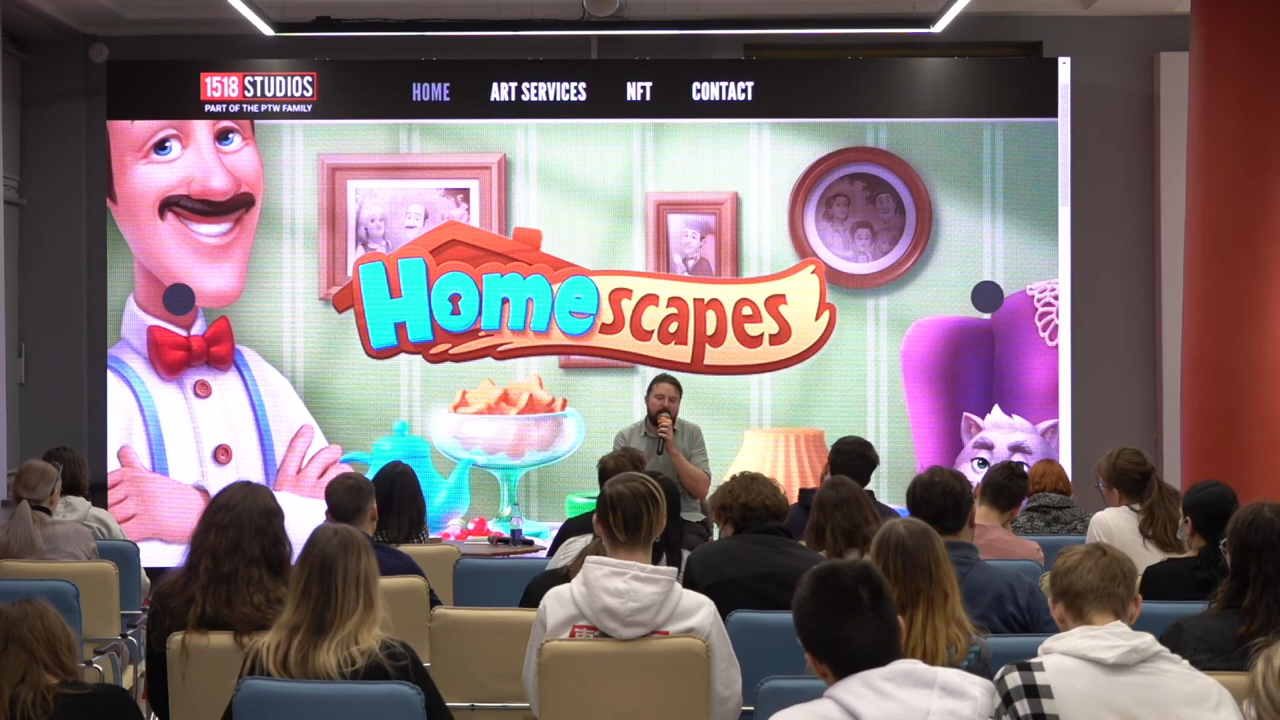 1518 STUDIOS
PART OF THE PTW FAMILY
HOME ART SERVICES NFT CONTACT
Homescapes